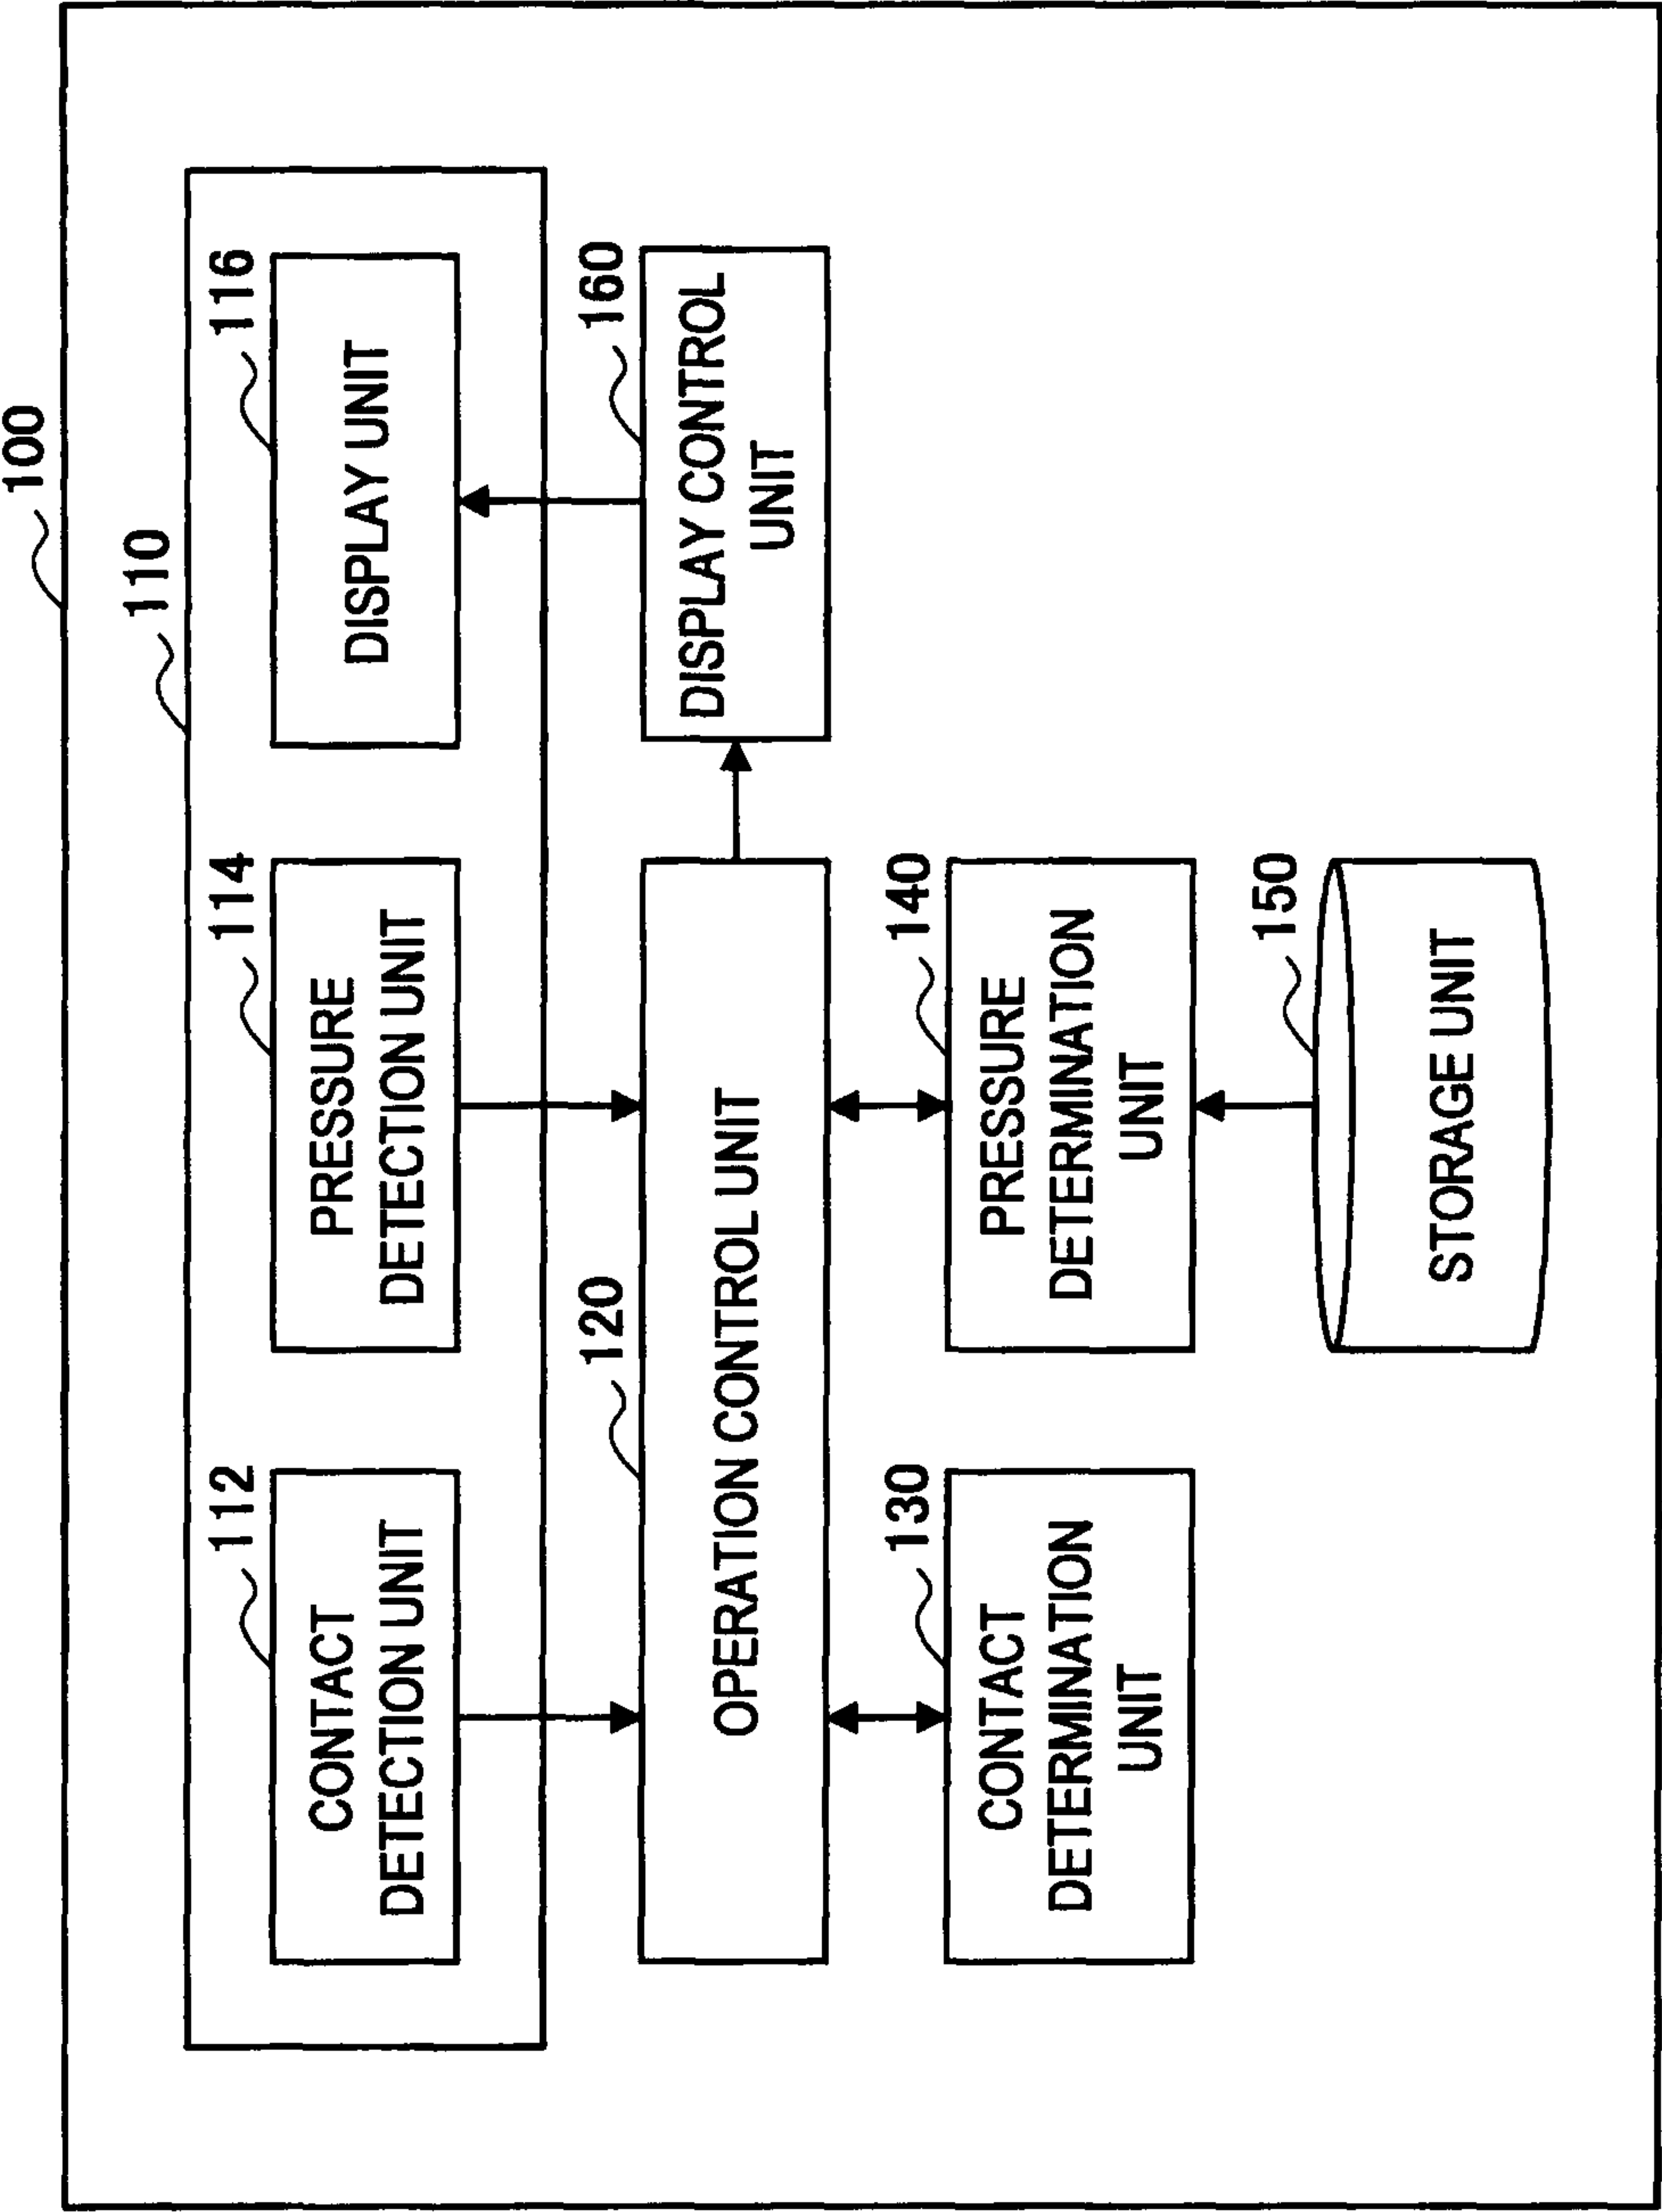 100
110
112
CONTACT
DETECTION UNIT
114
PRESSURE
DETECTION UNIT
116
DISPLAY UNIT
120
OPERATION CONTROL UNIT
160
DISPLAY CONTROL
UNIT
130
CONTACT
DETERMINATION
UNIT
140
PRESSURE
DETERMINATION
UNIT
150
STORAGE UNIT